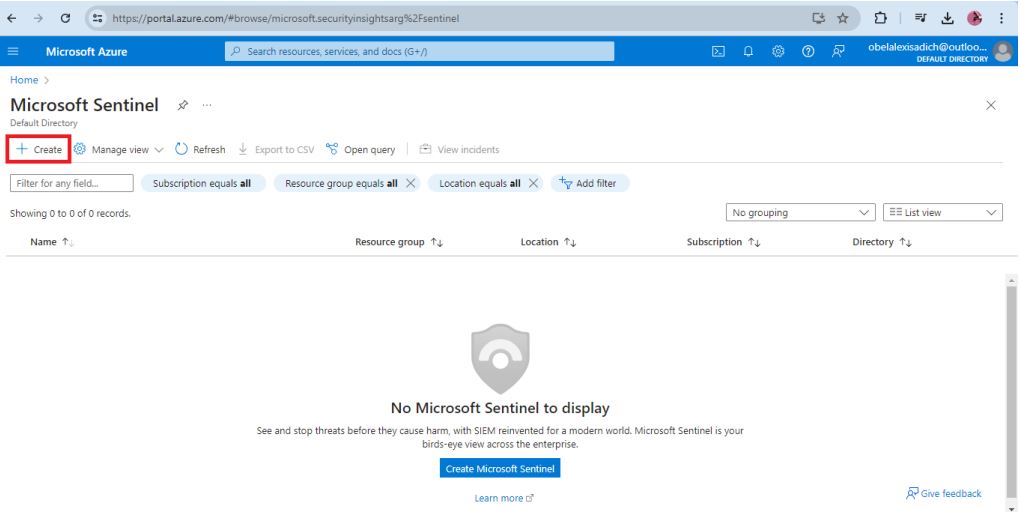 https://portal.azure.com/#browse/microsoft.securityinsightsarg%2Fsentinel
Microsoft Azure
Search resources, services, and docs (G+/)
obelalexisadich@outloo...
DEFAULT DIRECTORY
Home >
Microsoft Sentinel
Default Directory
+ Create Manage view Refresh Export to CSV Open query View incidents
Filter for any field... Subscription equals all Resource group equals all Location equals all Add filter
Showing 0 to 0 of 0 records. No grouping List view
Name Resource group Location Subscription Directory
No Microsoft Sentinel to display
See and stop threats before they cause harm, with SIEM reinvented for a modern world. Microsoft Sentinel is your
birds-eye view across the enterprise.
Create Microsoft Sentinel
Learn more
Give feedback